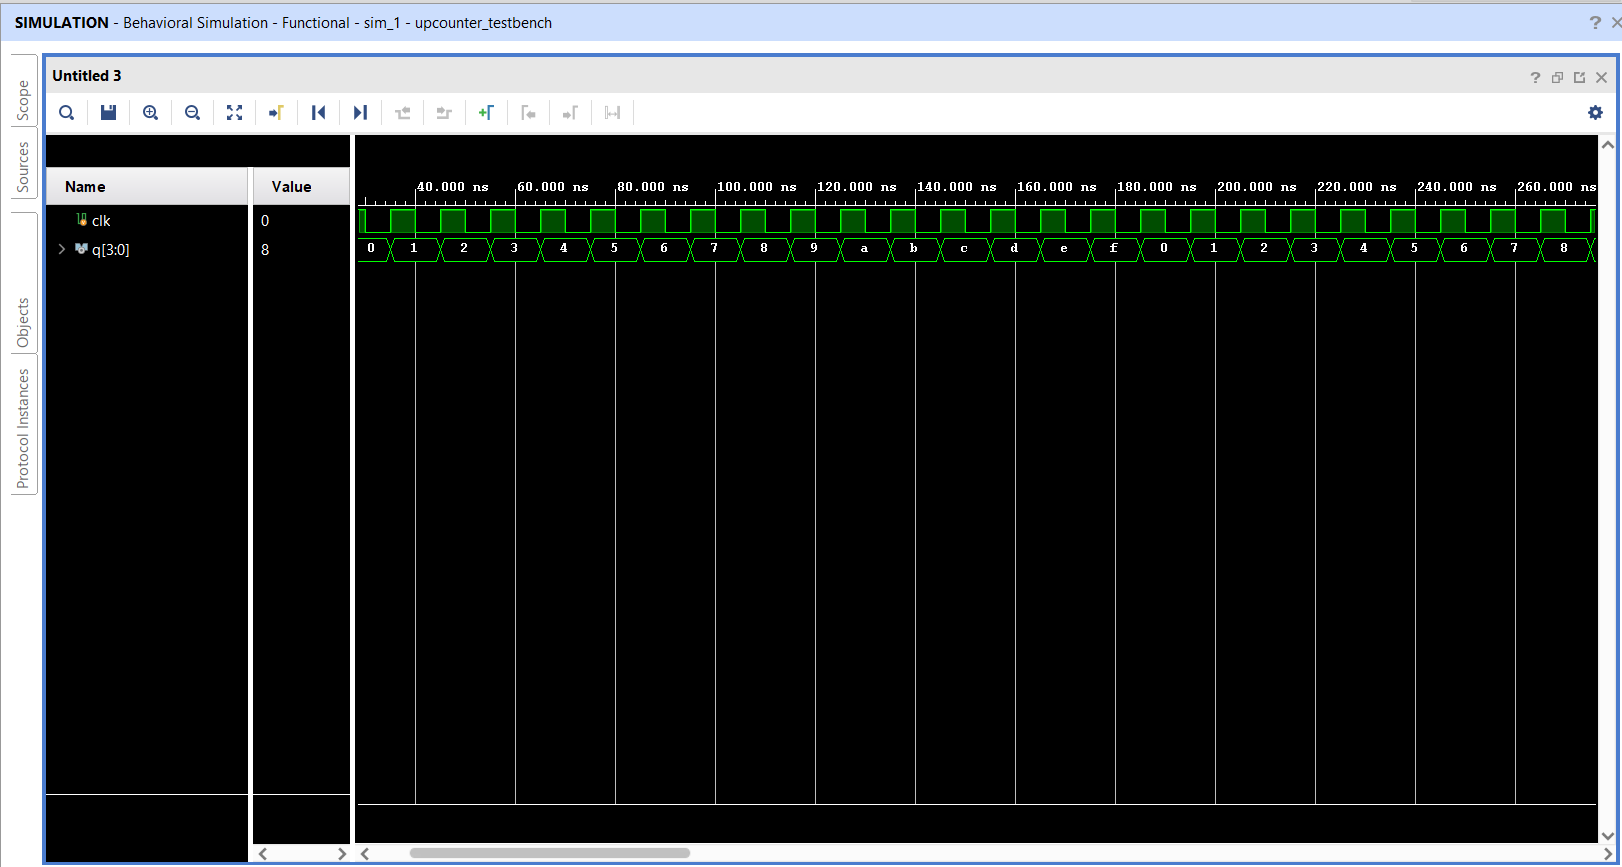 SIMULATION - Behavioral Simulation - Functional - sim_1 - upcounter_testbench
Untitled 3
Scope
Sources
Objects
Protocol Instances
Name Value
40.000 ns 60.000 ns 80.000 ns 100.000 ns 120.000 ns 140.000 ns 160.000 ns 180.000 ns 200.000 ns 220.000 ns 240.000 ns 260.000 ns
clk 0
q[3:0] 8
0 1 2 3 4 5 6 7 8 9 a b c d e f 0 1 2 3 4 5 6 7 8